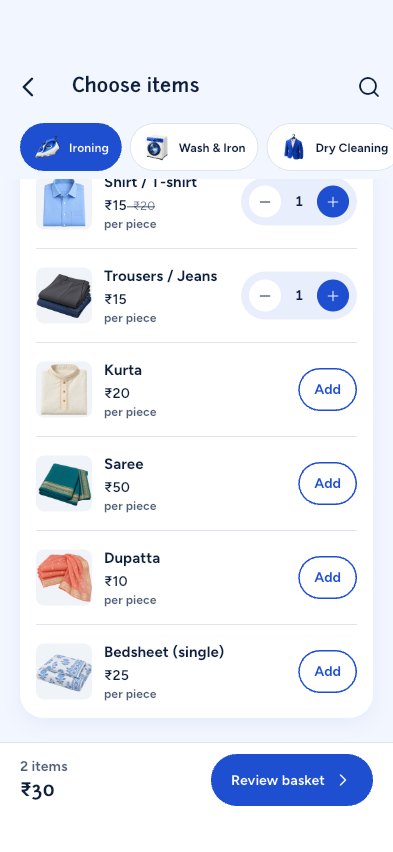 Choose items
Ironing
Wash & Iron
Dry Cleaning
Shirt / T-shirt
₹15 ₹20
per piece
1
Trousers / Jeans
₹15
per piece
1
Kurta
₹20
per piece
Add
Saree
₹50
per piece
Add
Dupatta
₹10
per piece
Add
Bedsheet (single)
₹25
per piece
Add
2 items
₹30
Review basket